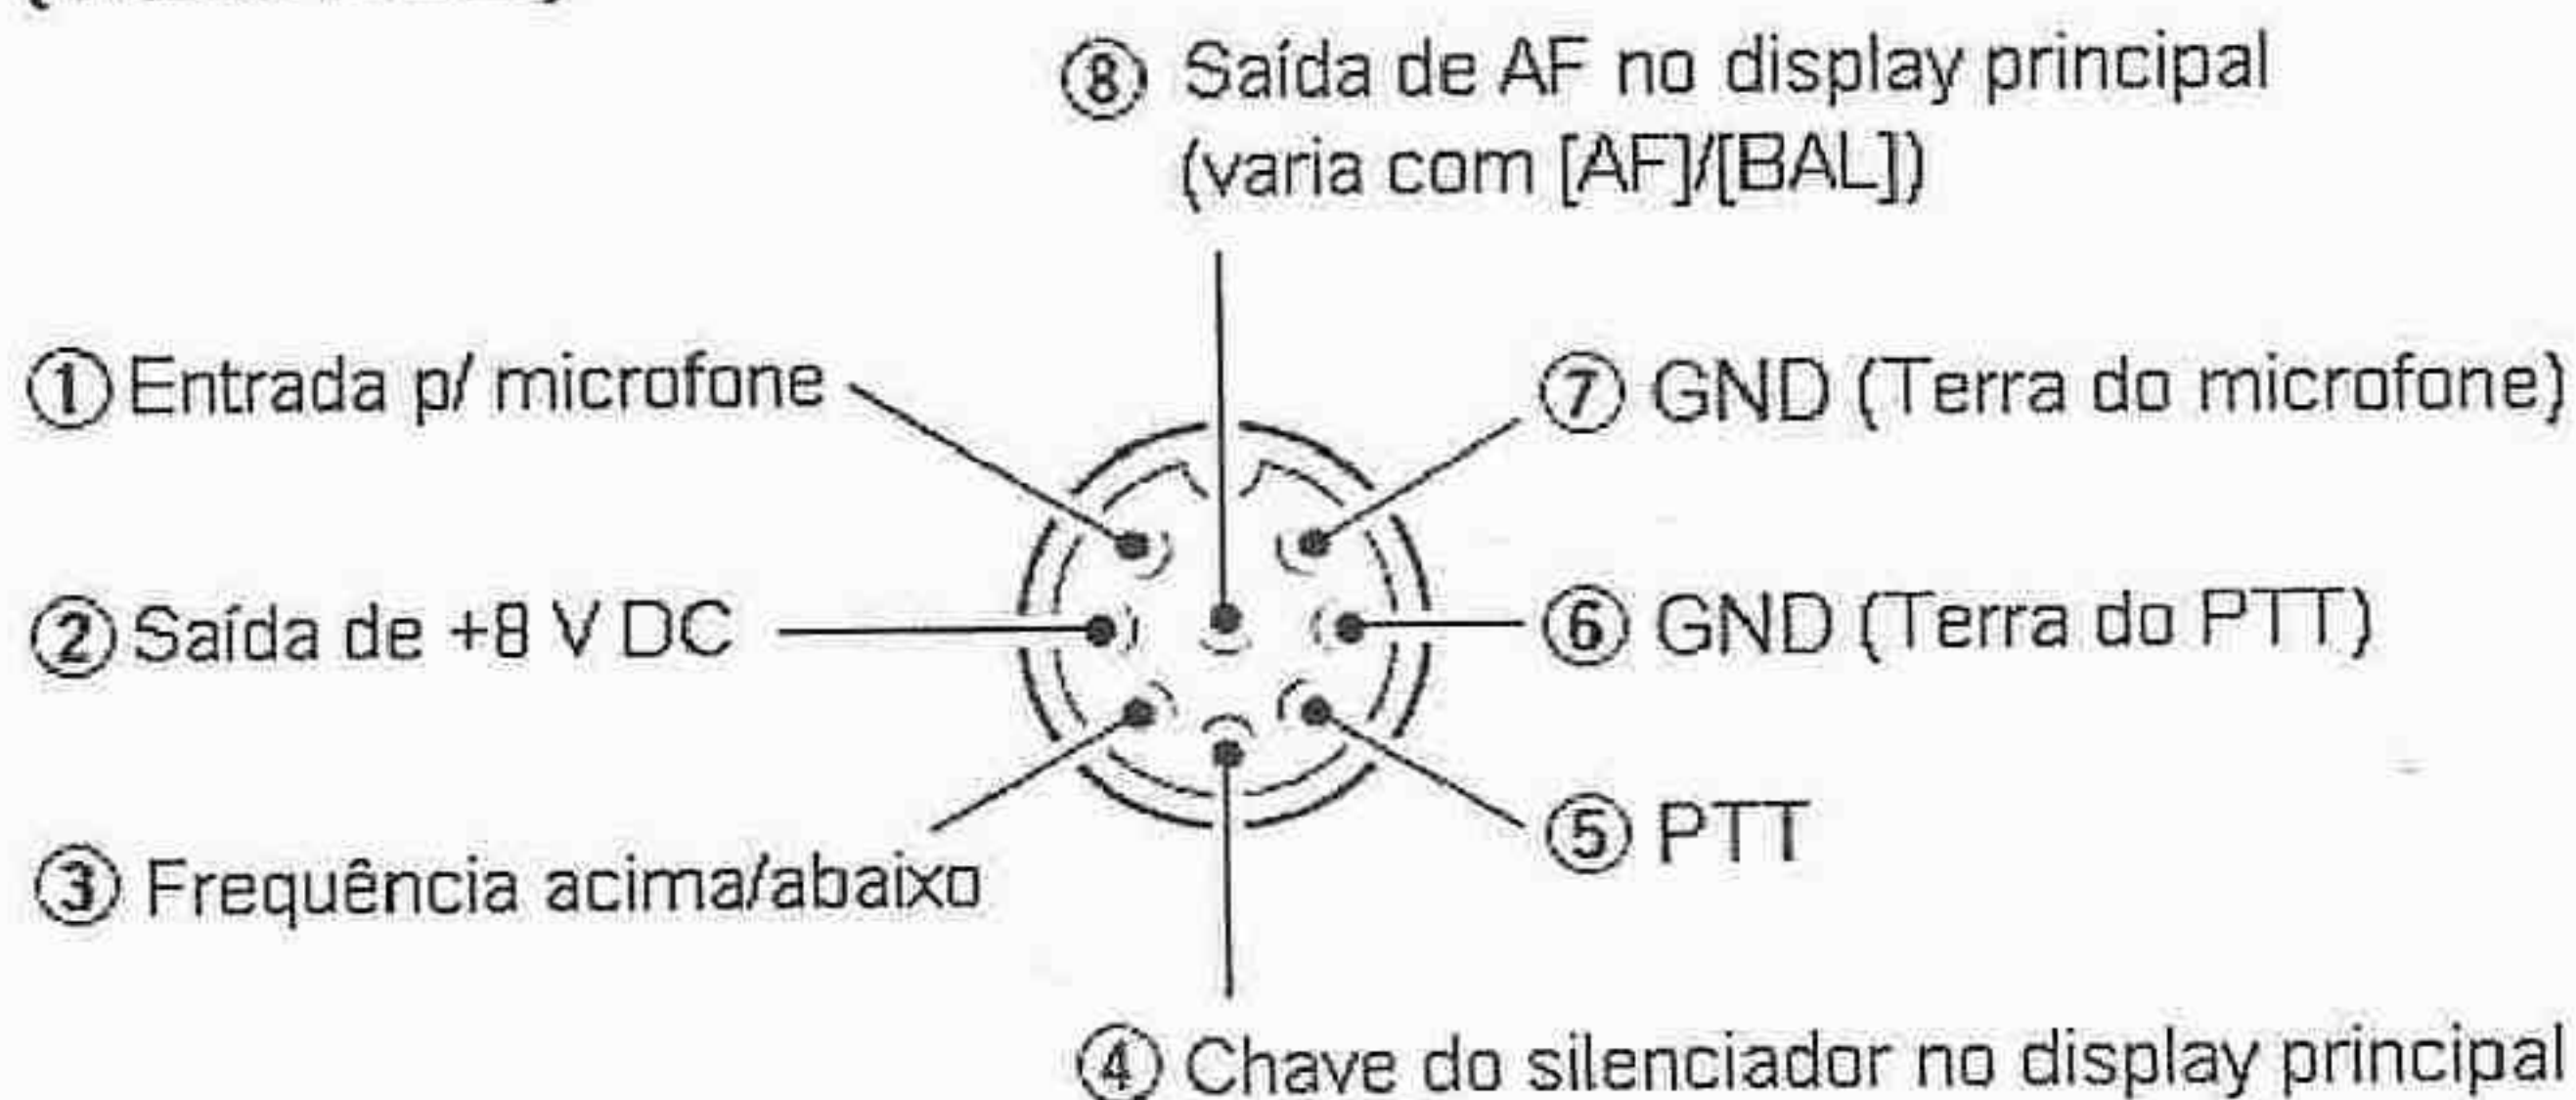 ⑧ Saída de AF no display principal
(varia com [AF]/[BAL])
① Entrada p/ microfone
⑦ GND (Terra do microfone)
② Saída de +8 V DC
⑥ GND (Terra do PTT)
③ Frequência acima/abaixo
⑤ PTT
④ Chave do silenciador no display principal